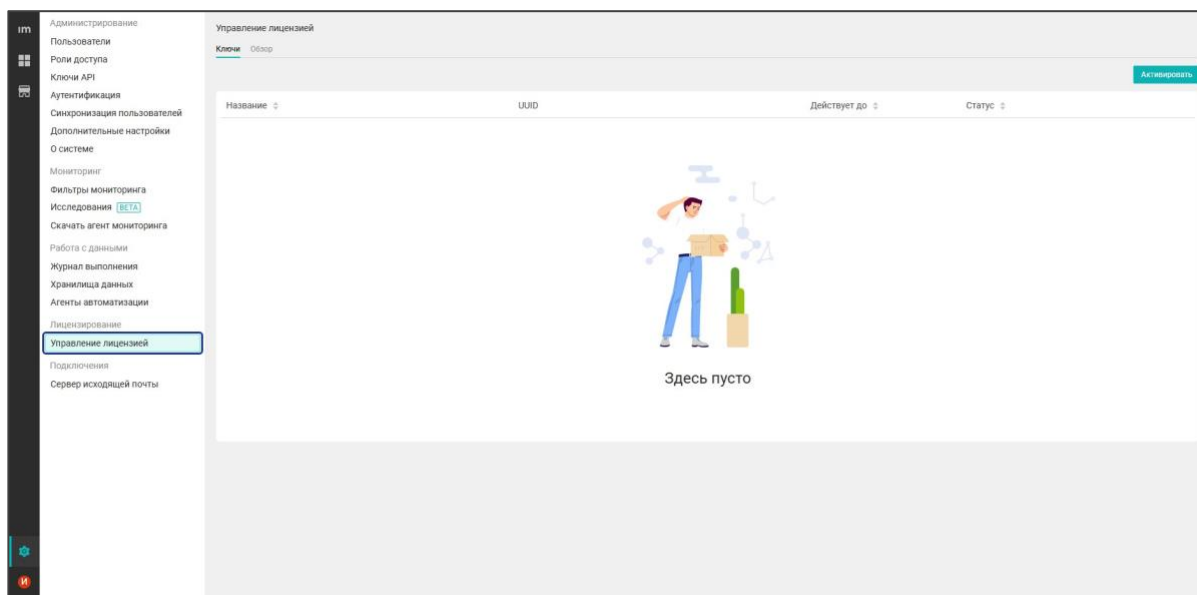 im
Администрирование
Пользователи
Роли доступа
Ключи API
Аутентификация
Синхронизация пользователей
Дополнительные настройки
О системе
Мониторинг
Фильтры мониторинга
Исследования BETA
Скачать агент мониторинга
Работа с данными
Журнал выполнения
Хранилища данных
Агенты автоматизации
Лицензирование
Управление лицензией
Подключения
Сервер исходящей почты
И
Управление лицензией
Ключи Обзор
Активировать
Название UUID Действует до Статус
Здесь пусто